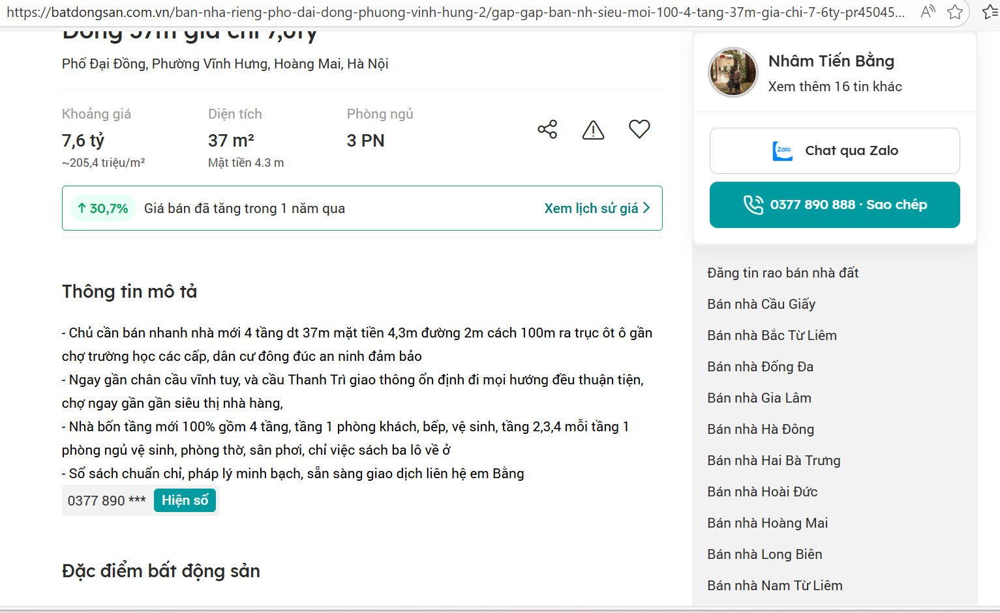 https://batdongsan.com.vn/ban-nha-rieng-pho-dai-dong-phuong-vinh-hung-2/gap-gap-ban-nh-sieu-moi-100-4-tang-37m-gia-chi-7-6ty-pr45045...
Đồng 37m giá chỉ 7,6tỷ
Phố Đại Đồng, Phường Vĩnh Hưng, Hoàng Mai, Hà Nội
Khoảng giá
Diện tích
Phòng ngủ
7,6 tỷ
37 m²
3 PN
~205,4 triệu/m²
Mặt tiền 4.3 m
30,7%
Giá bán đã tăng trong 1 năm qua
Xem lịch sử giá
Thông tin mô tả
- Chủ cần bán nhanh nhà mới 4 tầng dt 37m mặt tiền 4,3m đường 2m cách 100m ra trục ôt ô gần
chợ trường học các cấp, dân cư đông đúc an ninh đảm bảo
- Ngay gần chân cầu vĩnh tuy, và cầu Thanh Trì giao thông ổn định đi mọi hướng đều thuận tiện,
chợ ngay gần gần siêu thị nhà hàng,
- Nhà bốn tầng mới 100% gồm 4 tầng, tầng 1 phòng khách, bếp, vệ sinh, tầng 2,3,4 mỗi tầng 1
phòng ngủ vệ sinh, phòng thờ, sân phơi, chỉ việc sách ba lô về ở
- Sổ sách chuẩn chỉ, pháp lý minh bạch, sẵn sàng giao dịch liên hệ em Bằng
0377 890 ***
Hiện số
Đặc điểm bất động sản
Nhâm Tiến Bằng
Xem thêm 16 tin khác
Zalo
Chat qua Zalo
0377 890 888 · Sao chép
Đăng tin rao bán nhà đất
Bán nhà Cầu Giấy
Bán nhà Bắc Từ Liêm
Bán nhà Đống Đa
Bán nhà Gia Lâm
Bán nhà Hà Đông
Bán nhà Hai Bà Trưng
Bán nhà Hoài Đức
Bán nhà Hoàng Mai
Bán nhà Long Biên
Bán nhà Nam Từ Liêm